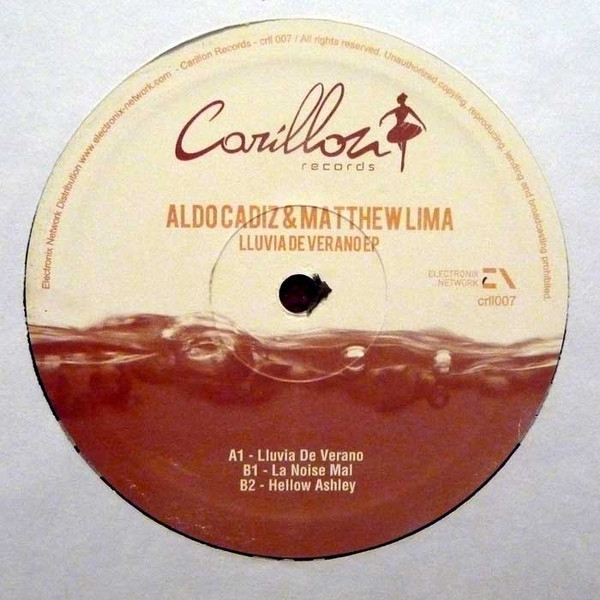 Electronix Network Distribution www.electronix-network.com - Carillon Records - crll 007 / All rights reserved. Unauthorized copying, reproducing, lending and broadcasting prohibited.
Carillon
records
ALDO CADIZ & MATTHEW LIMA
LLUVIA DE VERANO EP
ELECTRONIX
NETWORK
crll007
A1 - Lluvia De Verano
B1 - La Noise Mal
B2 - Hellow Ashley